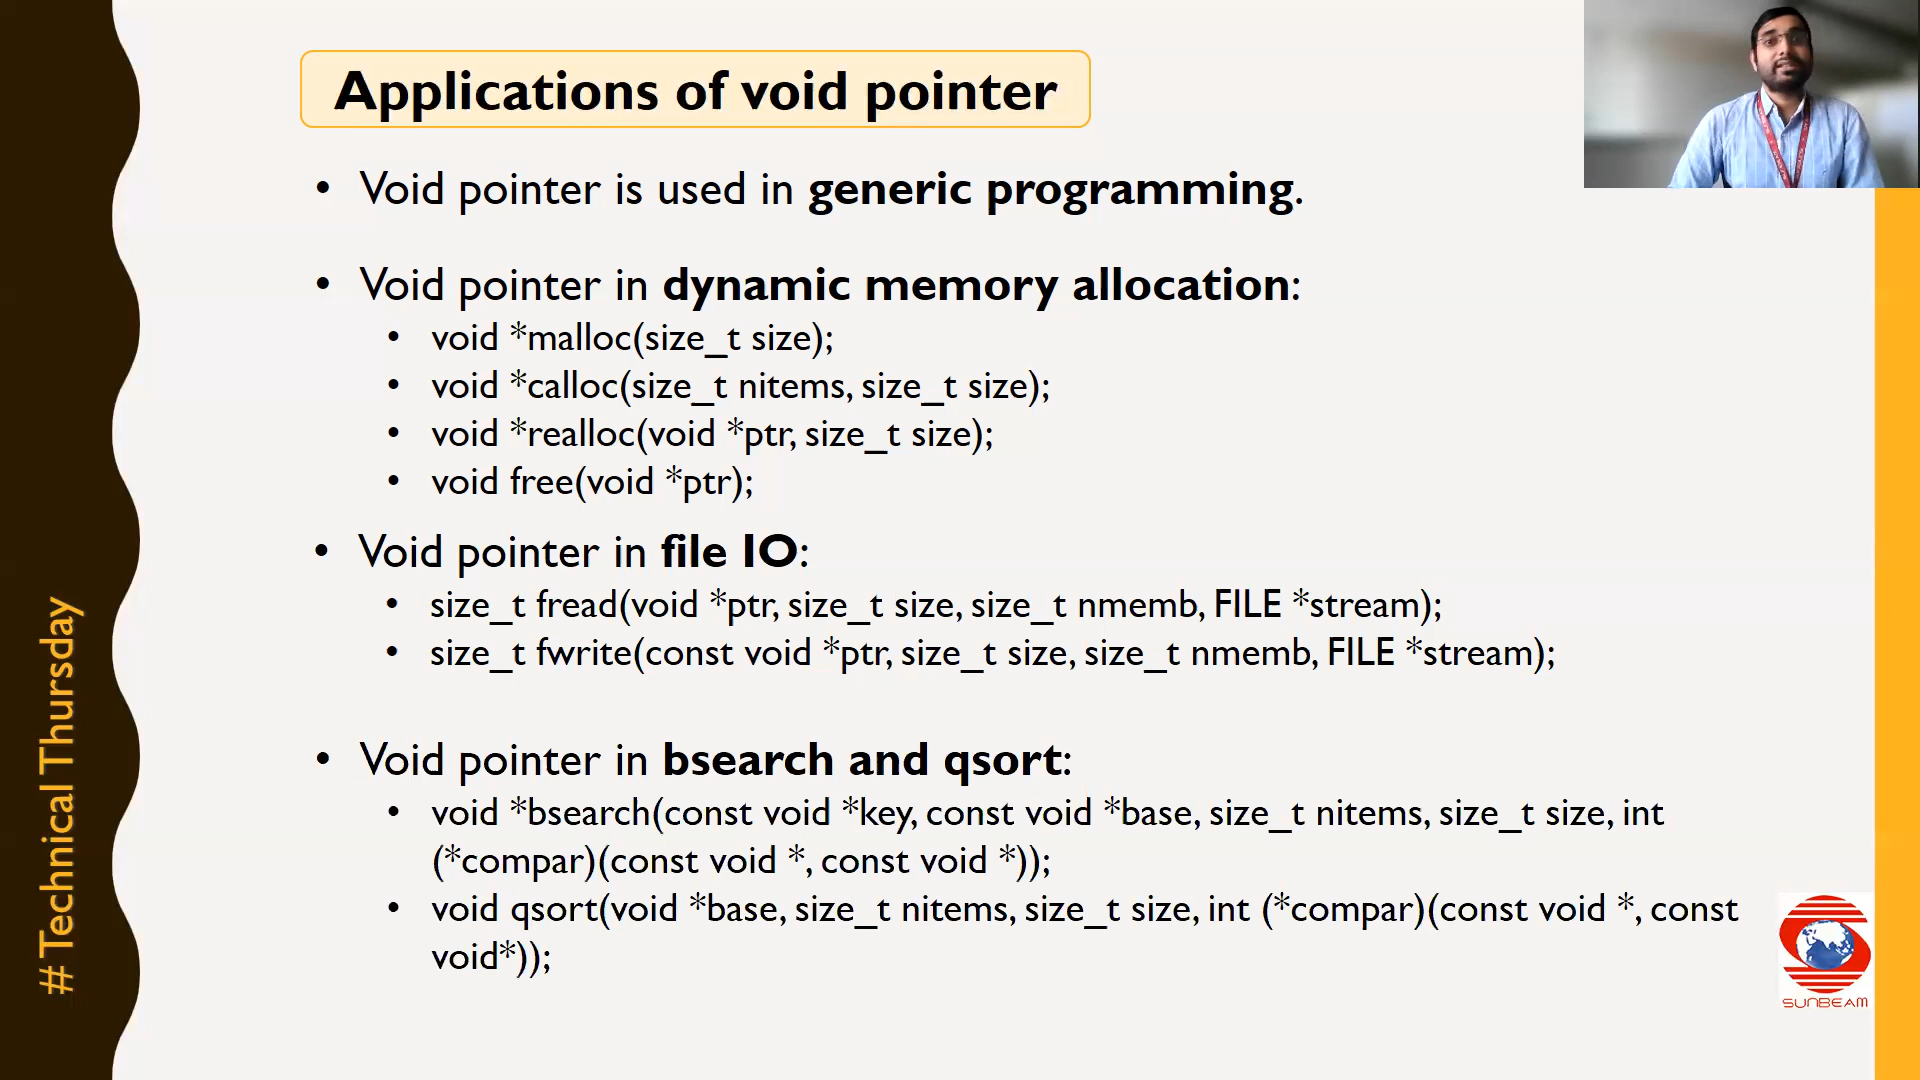 Applications of void pointer
• Void pointer is used in generic programming.
• Void pointer in dynamic memory allocation:
• void *malloc(size_t size);
• void *calloc(size_t nitems, size_t size);
• void *realloc(void *ptr, size_t size);
• void free(void *ptr);
• Void pointer in file IO:
• size_t fread(void *ptr, size_t size, size_t nmemb, FILE *stream);
• size_t fwrite(const void *ptr, size_t size, size_t nmemb, FILE *stream);
• Void pointer in bsearch and qsort:
• void *bsearch(const void *key, const void *base, size_t nitems, size_t size, int
(*compar)(const void *, const void *));
• void qsort(void *base, size_t nitems, size_t size, int (*compar)(const void *, const
void*));
#Technical Thursday
SUNBEAM